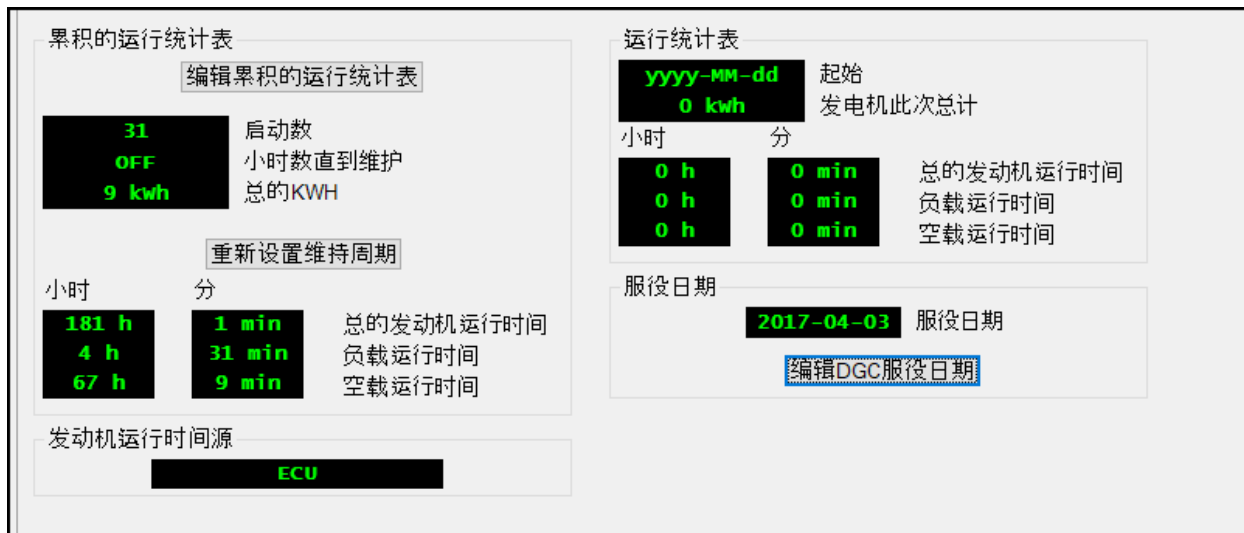 累积的运行统计表
编辑累积的运行统计表
31 启动数
OFF 小时数直到维护
9 kwh 总的KWH
重新设置维持周期
小时 分
181 h 1 min 总的发动机运行时间
4 h 31 min 负载运行时间
67 h 9 min 空载运行时间
发动机运行时间源
ECU
运行统计表
yyyy-MM-dd 起始
0 kwh 发电机此次总计
小时 分
0 h 0 min 总的发动机运行时间
0 h 0 min 负载运行时间
0 h 0 min 空载运行时间
服役日期
2017-04-03 服役日期
编辑DGC服役日期